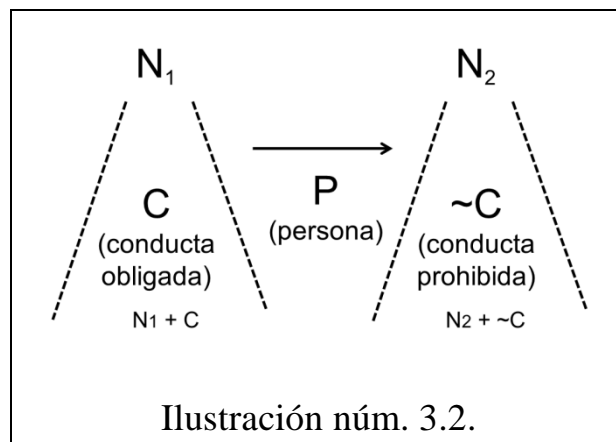 N₁
N₂
C
(conducta
obligada)
N₁ + C
P
(persona)
~C
(conducta
prohibida)
N₂ + ~C
Ilustración núm. 3.2.